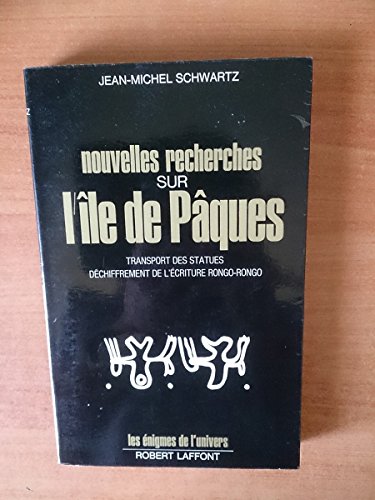 JEAN-MICHEL SCHWARTZ
nouvelles recherches
SUR
l'île de Pâques
TRANSPORT DES STATUES
DÉCHIFFREMENT DE L'ÉCRITURE RONGO-RONGO
les énigmes de l'univers
ROBERT LAFFONT